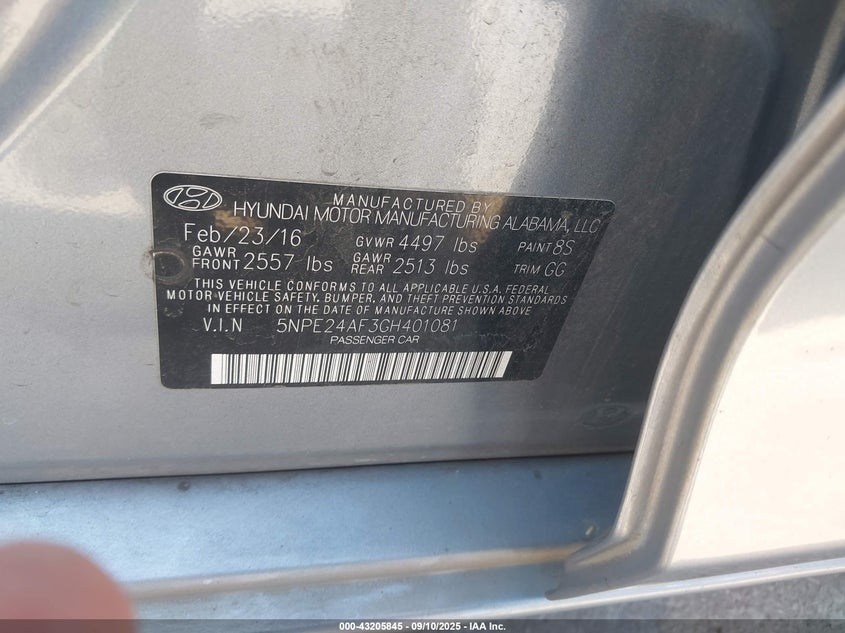 MANUFACTURED BY
HYUNDAI MOTOR MANUFACTURING ALABAMA, LLC
Feb/23/16 GVWR 4497 lbs PAINT 8S
GAWR FRONT 2557 lbs GAWR REAR 2513 lbs TRIM GG
THIS VEHICLE CONFORMS TO ALL APPLICABLE U.S.A. FEDERAL
MOTOR VEHICLE SAFETY, BUMPER, AND THEFT PREVENTION STANDARDS
IN EFFECT ON THE DATE OF MANUFACTURE SHOWN ABOVE.
V.I.N 5NPE24AF3GH401081
PASSENGER CAR
000-43205845 - 09/10/2025 - IAA Inc.